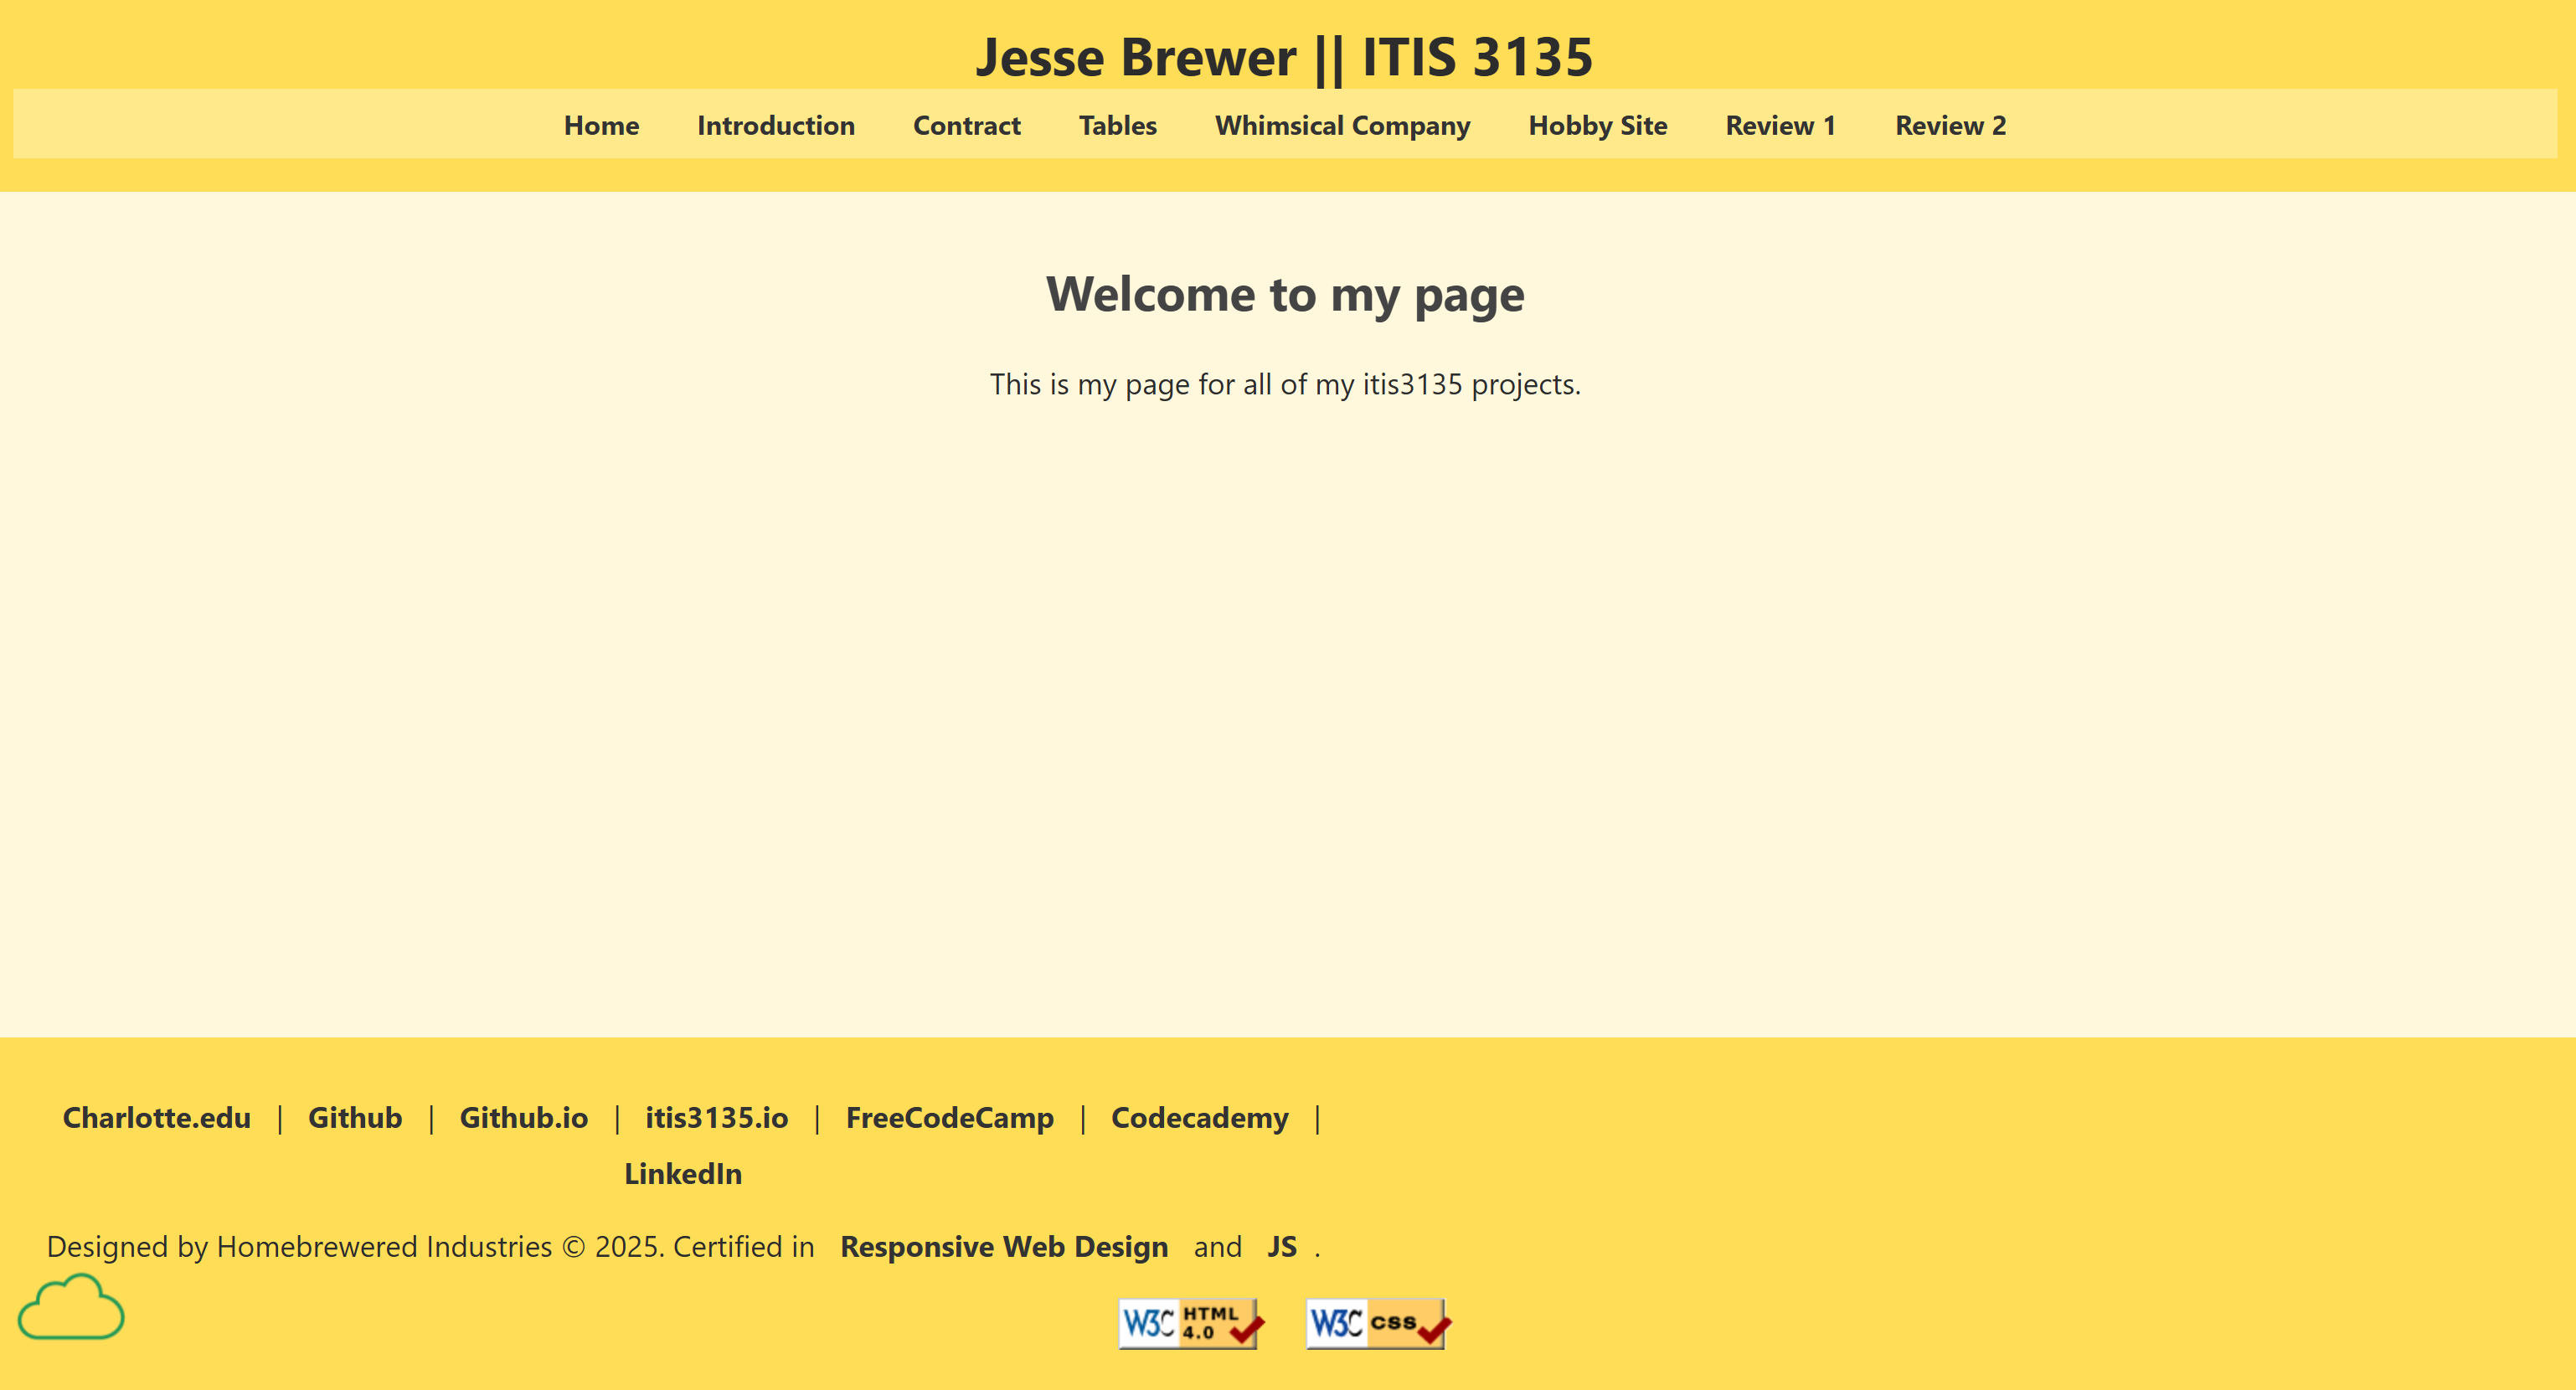 Jesse Brewer || ITIS 3135
Home Introduction Contract Tables Whimsical Company Hobby Site Review 1 Review 2
Welcome to my page
This is my page for all of my itis3135 projects.
Charlotte.edu | Github | Github.io | itis3135.io | FreeCodeCamp | Codecademy |
LinkedIn
Designed by Homebrewered Industries © 2025. Certified in Responsive Web Design and JS .
W3C HTML 4.0 W3C css